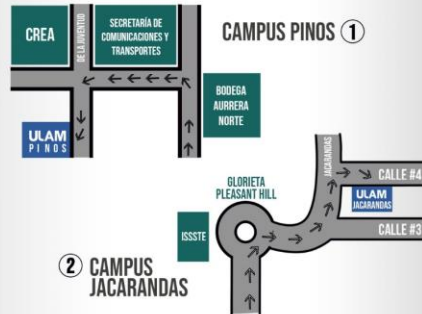 CREA
DE LA JUVENTUD
SECRETARÍA DE
COMUNICACIONES Y
TRANSPORTES
CAMPUS PINOS 1
BODEGA
AURRERA
NORTE
ULAM
PINOS
JACARANDAS
CALLE #4
GLORIETA
PLEASANT HILL
ULAM
JACARANDAS
ISSSTE
CALLE #3
2 CAMPUS
JACARANDAS